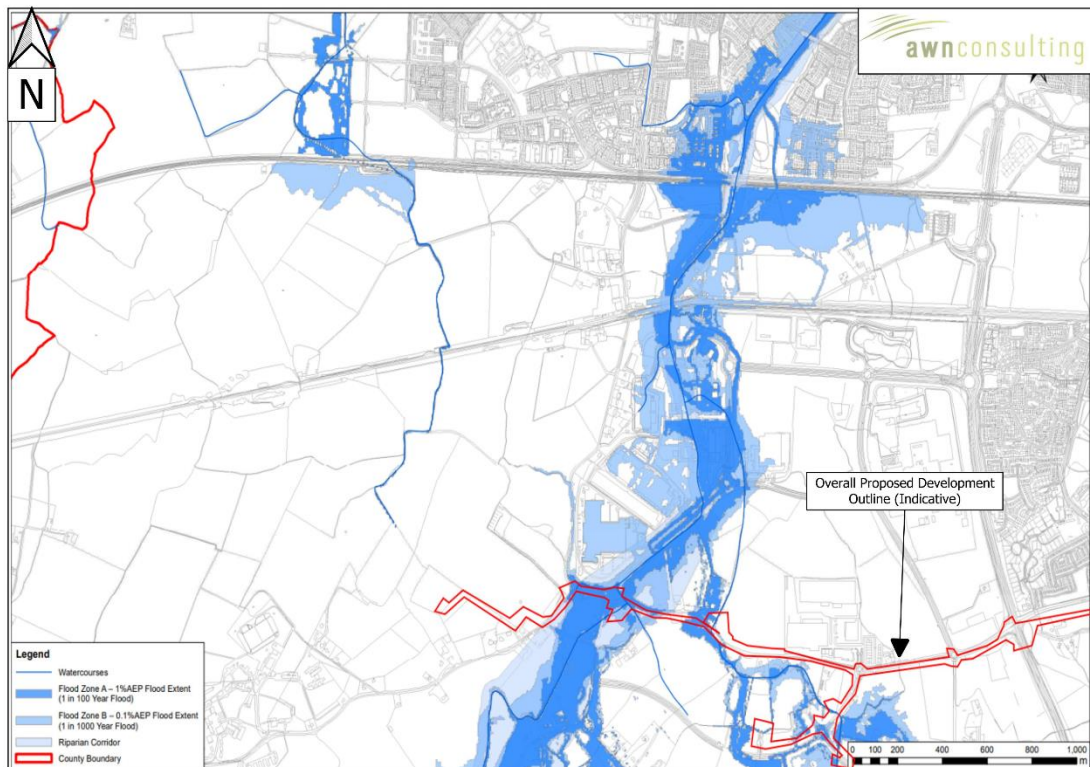 N
awnconsulting
Overall Proposed Development
Outline (Indicative)
Legend
Watercourses
Flood Zone A – 1%AEP Flood Extent
(1 in 100 Year Flood)
Flood Zone B – 0.1%AEP Flood Extent
(1 in 1000 Year Flood)
Riparian Corridor
County Boundary
0 100 200 400 600 800 1,000
m